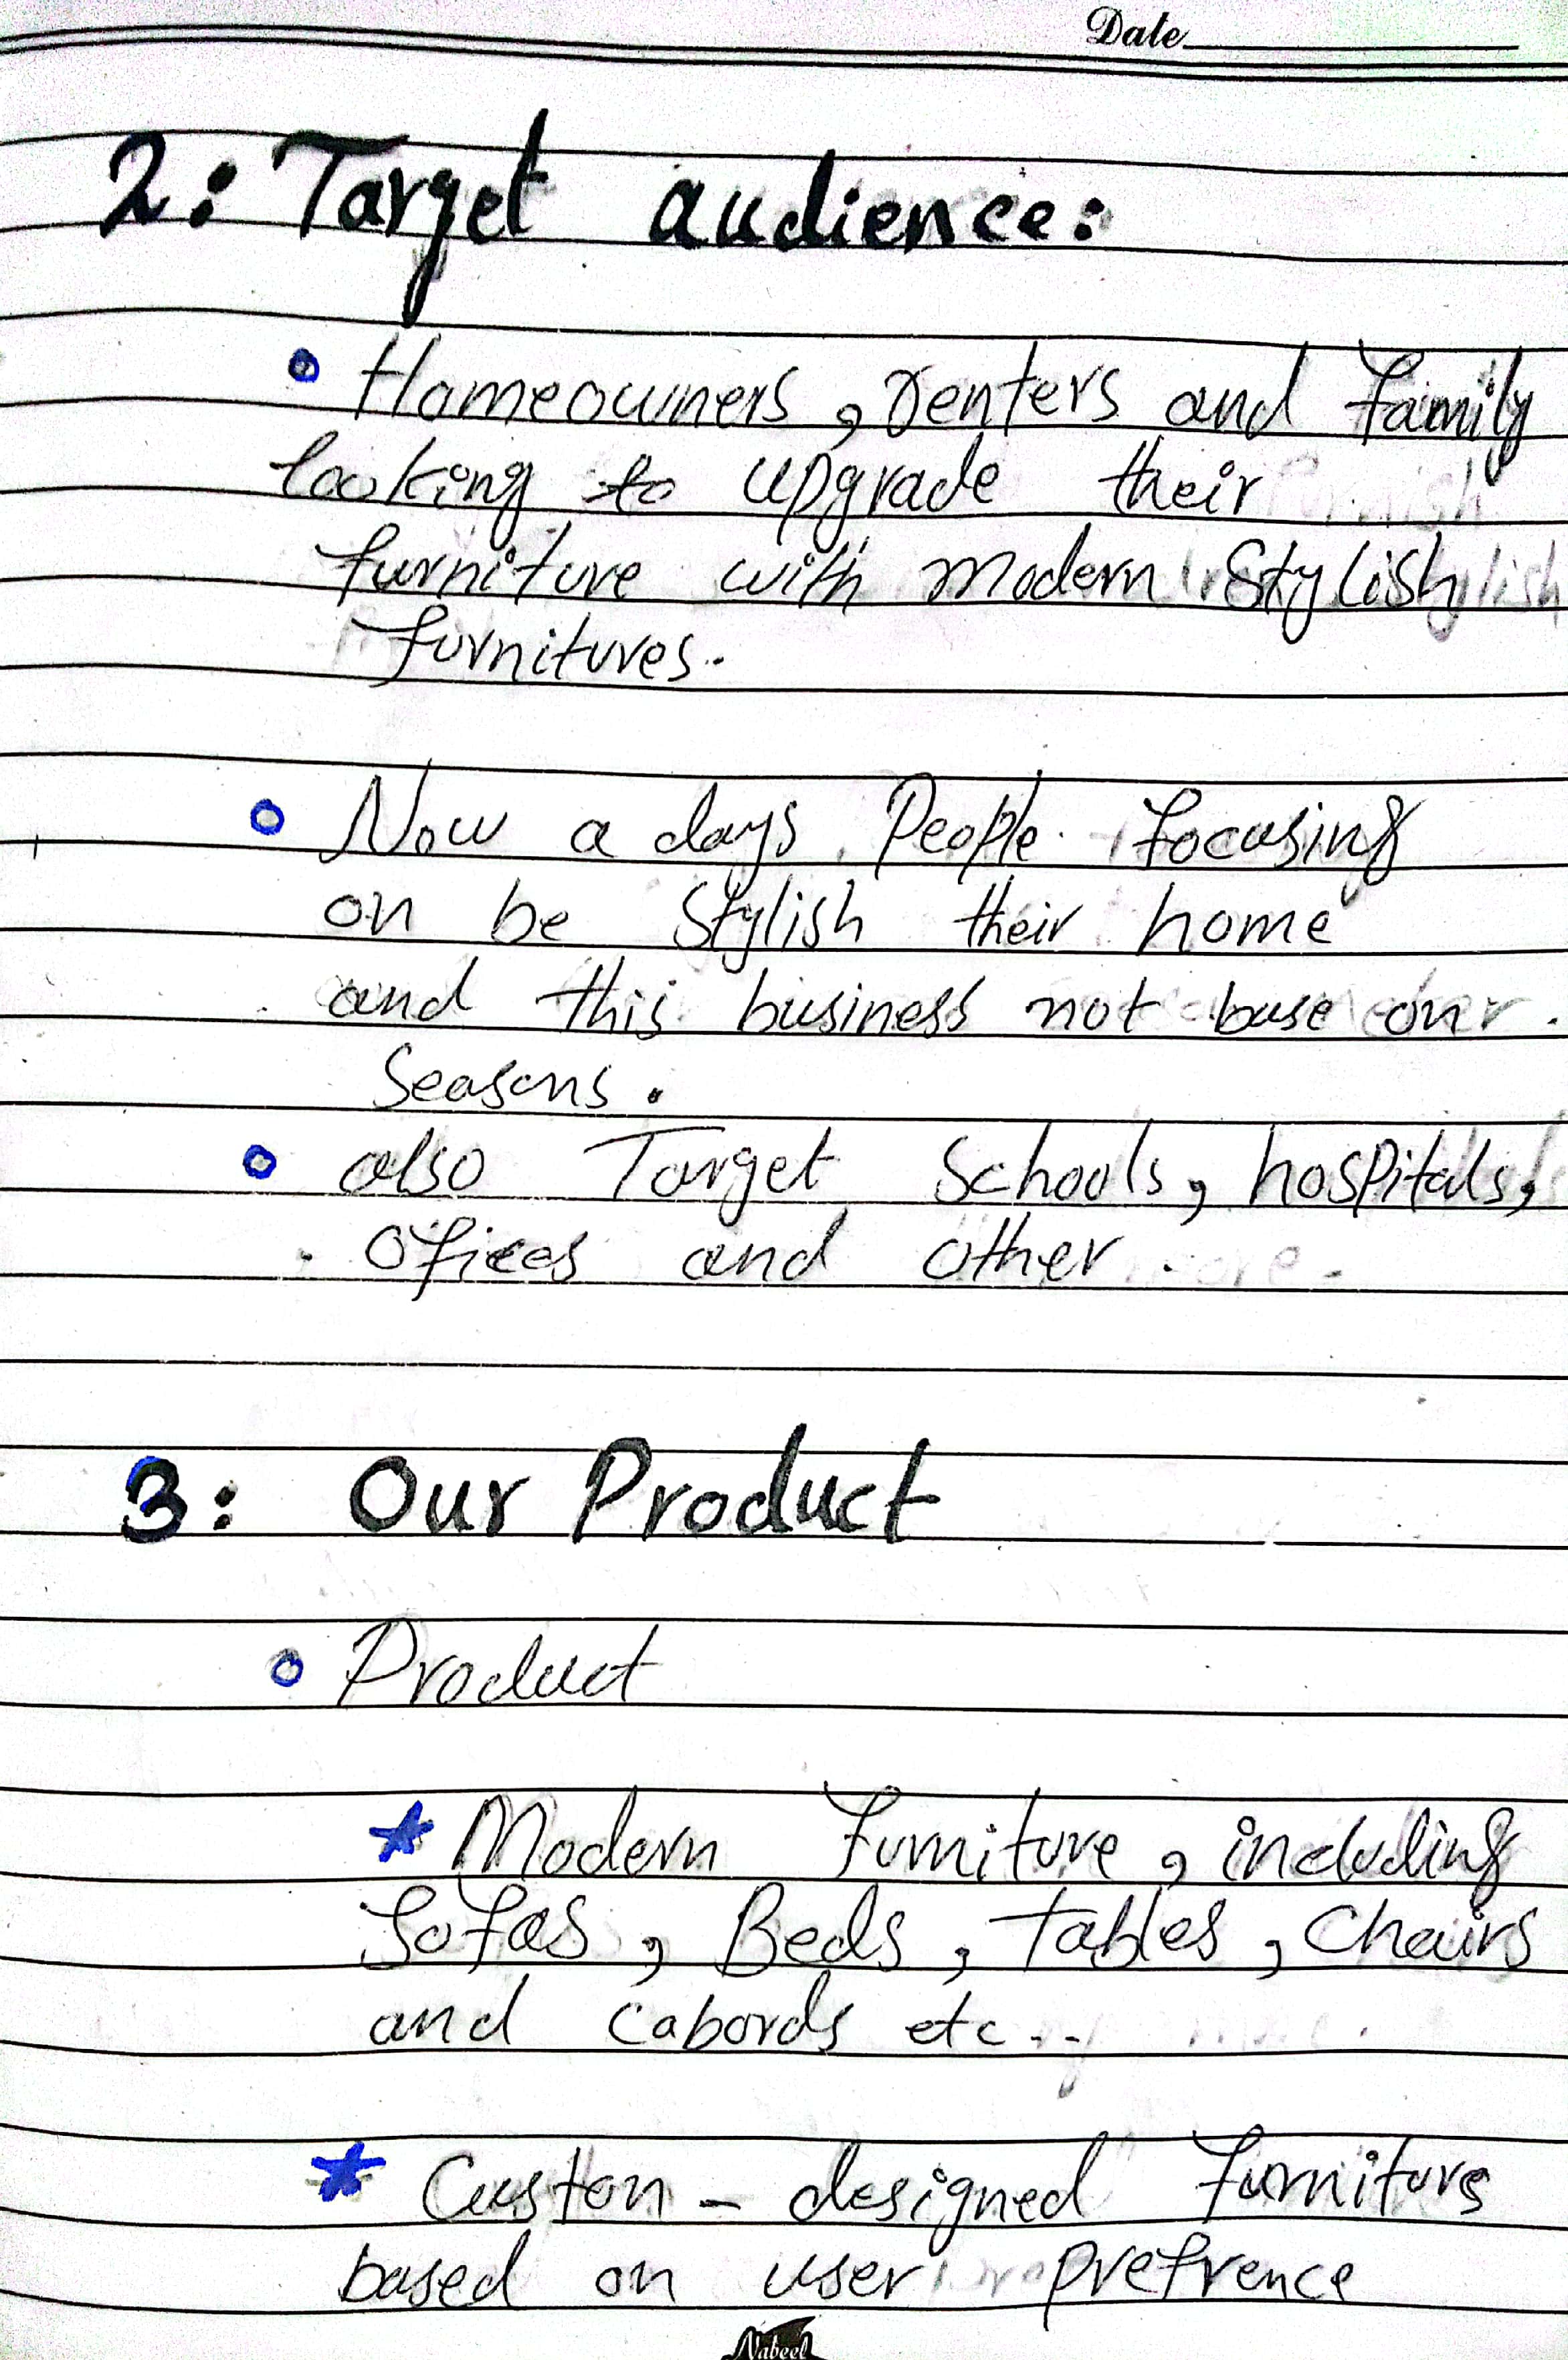 Date
2: Target audience:
Homeowners, renters and family
looking to upgrade their
furniture with modern Stylish
furnitures.
Now a days People focusing
on be Stylish their home
and this business not base on
Seasons.
also Target Schools, hospitals,
Ofices and other.
3: Our Product
Product
* Modern furniture, including
Sofas, Beds, tables, Chairs
and cabords etc..
* Custon - designed furniture
based on user prefrence
Nabeel